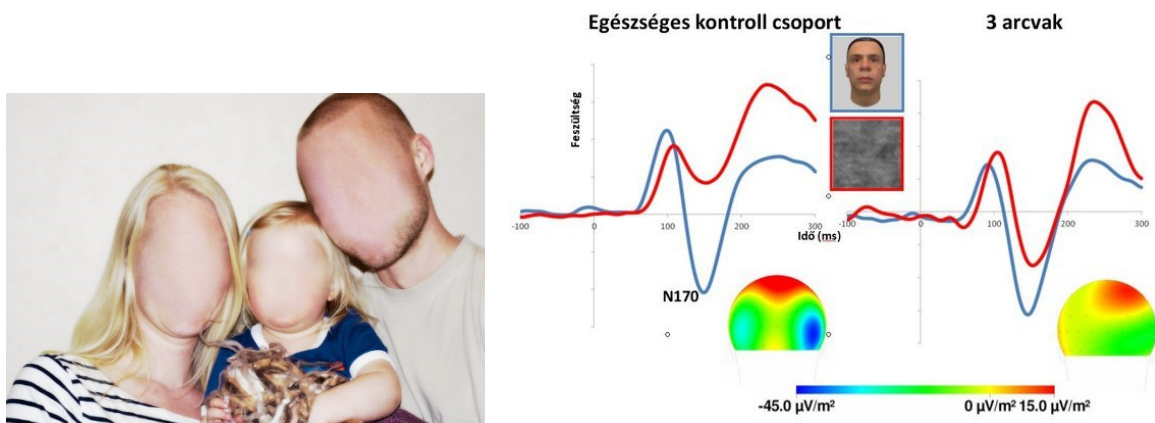 Egészséges kontroll csoport
3 arcvak
Feszültség
-100
0
100
200
300
Idő (ms)
-100
100
200
300
N170
-45.0 µV/m²
0 µV/m²
15.0 µV/m²